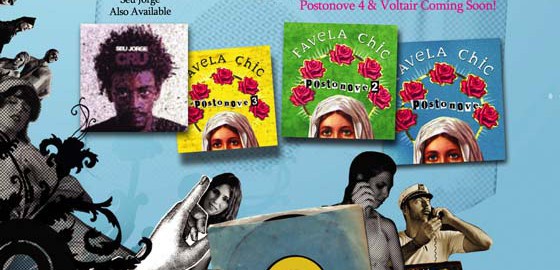 Seu Jorge
Also Available
Postonove 4 & Voltair Coming Soon!
SEU JORGE
CRU
FAVELA CHiC
postonove 3
FAVELA CHiC
postonove 2
FAVELA CHiC
postonove